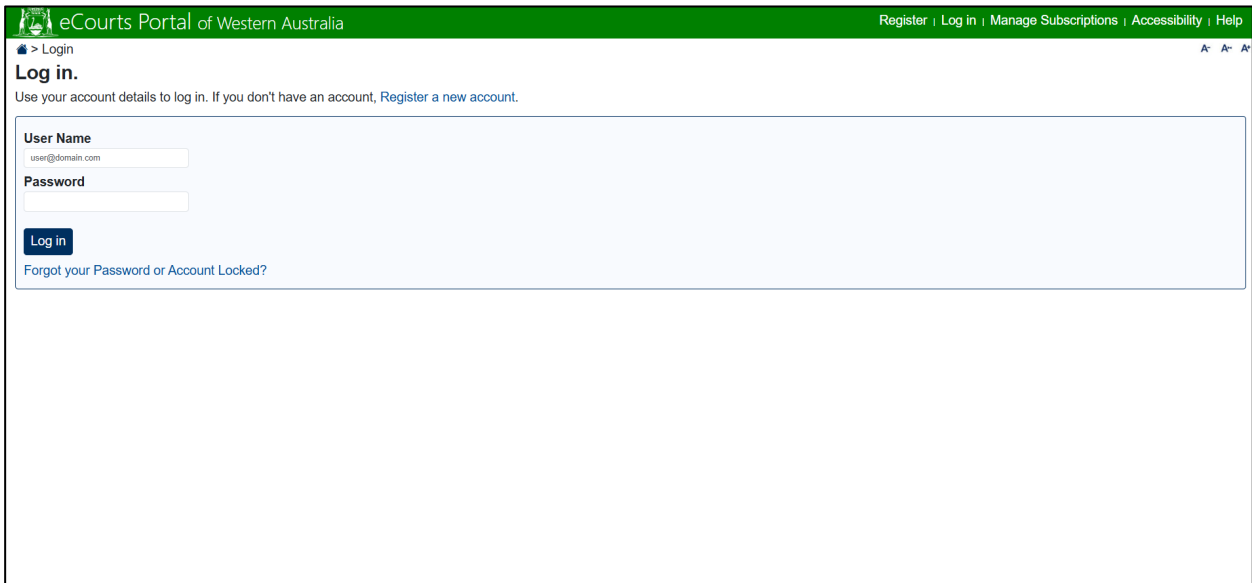 eCourts Portal of Western Australia
Register | Log in | Manage Subscriptions | Accessibility | Help
> Login
A- A A+
Log in.
Use your account details to log in. If you don't have an account, Register a new account.
User Name
user@domain.com
Password
Log in
Forgot your Password or Account Locked?